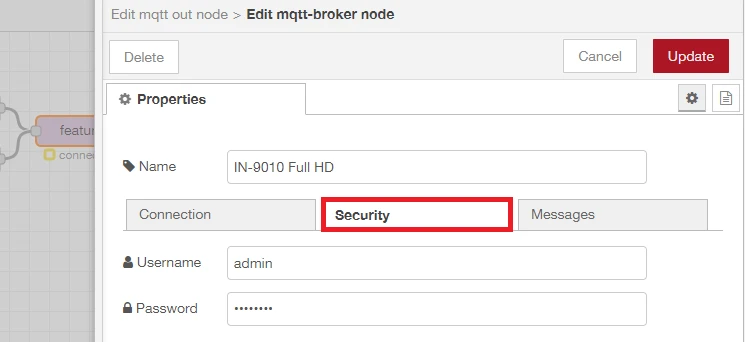 Edit mqtt out node > Edit mqtt-broker node
Delete
Cancel
Update
Properties
featur
connec
Name
IN-9010 Full HD
Connection
Security
Messages
Username
admin
Password
••••••••